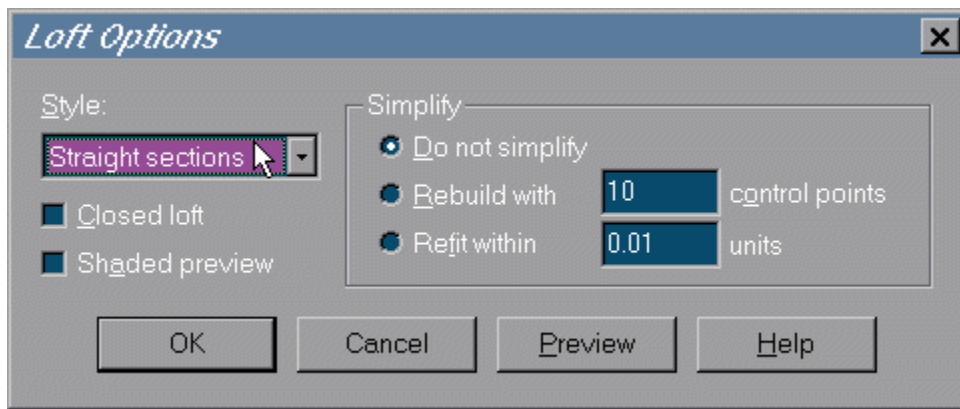 Loft Options
Style:
Straight sections
Closed loft
Shaded preview
Simplify
Do not simplify
Rebuild with 10 control points
Refit within 0.01 units
OK Cancel Preview Help